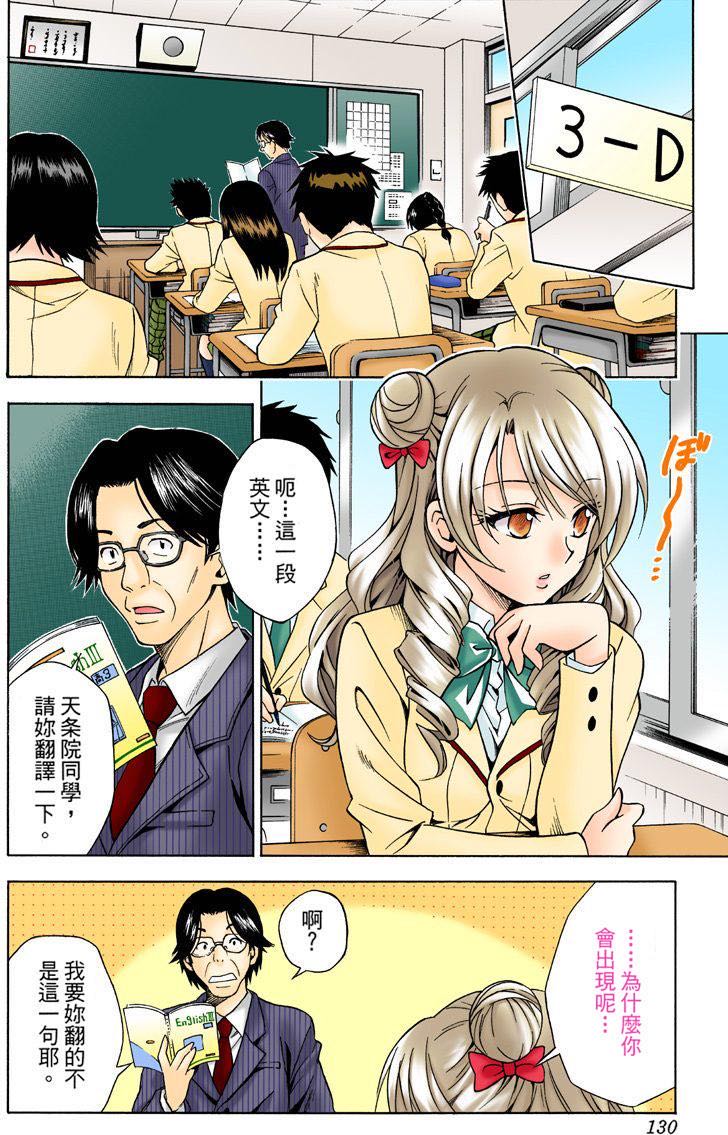 3-D
ぼ～～…
呃…這一段
英文……
天条院同學，
請妳翻譯一下。
……為什麼你
會出現呢…
啊？
English III
我要妳翻的不
是這一句耶。
130